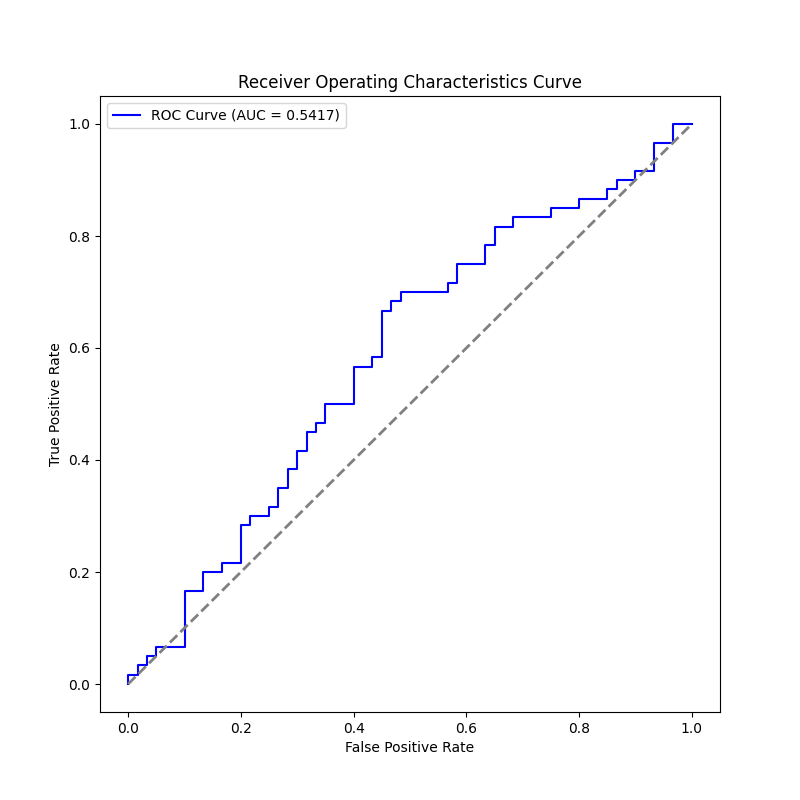 Receiver Operating Characteristics Curve
ROC Curve (AUC = 0.5417)
1.0
0.8
0.6
0.4
0.2
0.0
True Positive Rate
0.0 0.2 0.4 0.6 0.8 1.0
False Positive Rate